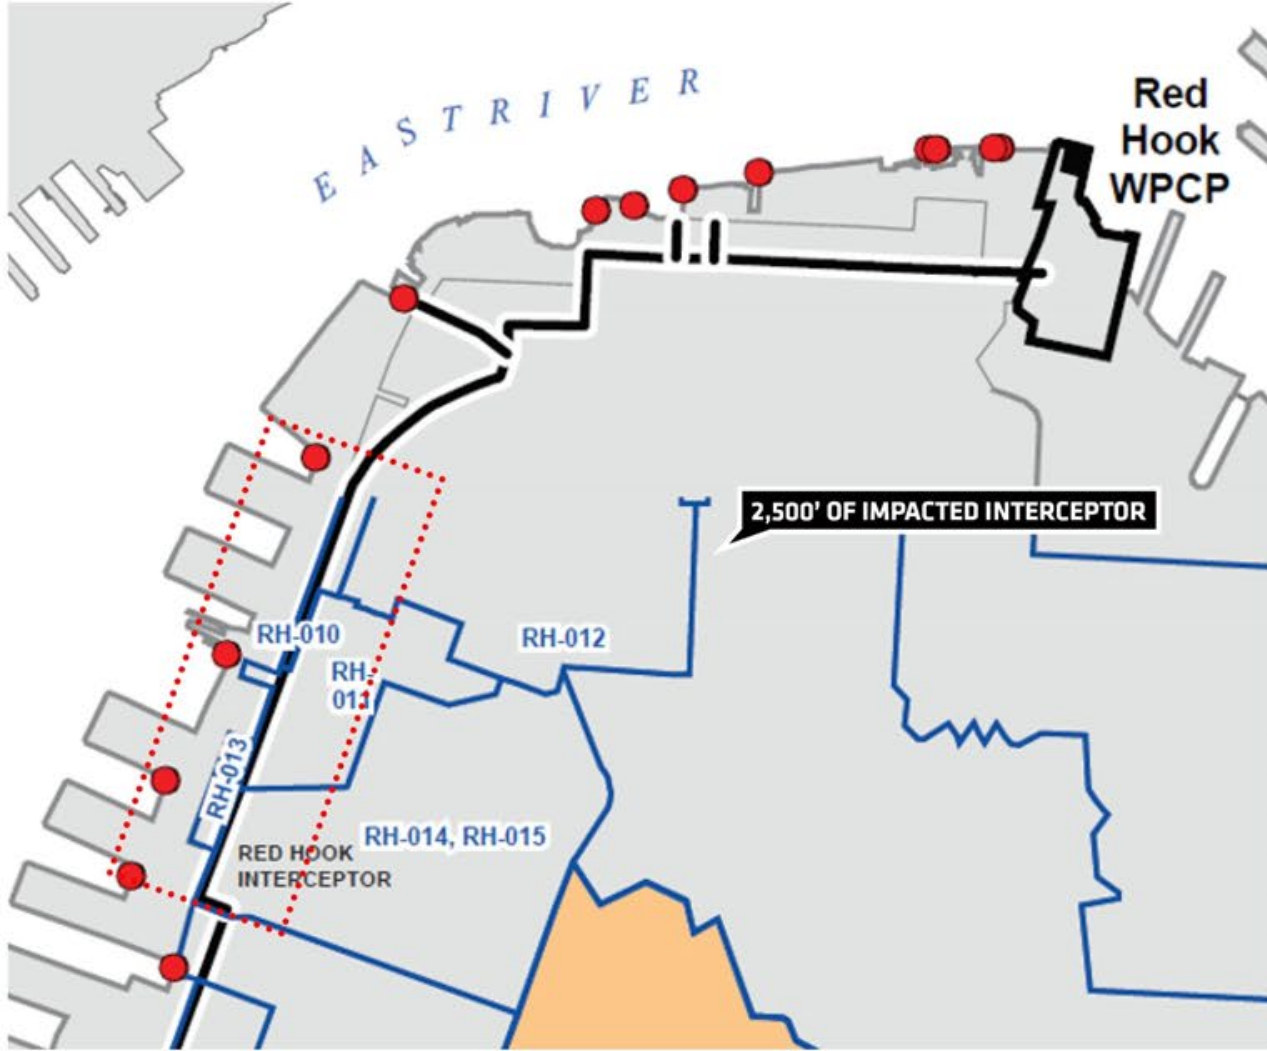 EAST RIVER
Red
Hook
WPCP
2,500' OF IMPACTED INTERCEPTOR
RH-010
RH-012
RH-
011
RH-013
RH-014, RH-015
RED HOOK
INTERCEPTOR